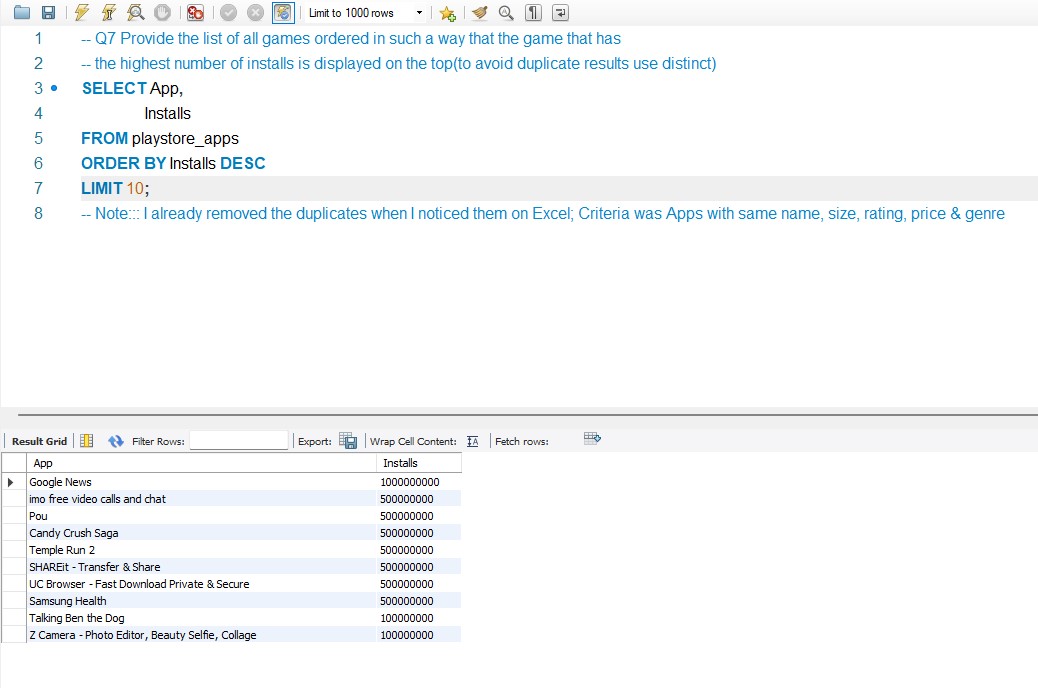 Limit to 1000 rows
1 -- Q7 Provide the list of all games ordered in such a way that the game that has
2 -- the highest number of installs is displayed on the top(to avoid duplicate results use distinct)
3 SELECT App,
4 Installs
5 FROM playstore_apps
6 ORDER BY Installs DESC
7 LIMIT 10;
8 -- Note::: I already removed the duplicates when I noticed them on Excel; Criteria was Apps with same name, size, rating, price & genre
Result Grid Filter Rows: Export: Wrap Cell Content: IA Fetch rows:
App Installs
Google News 1000000000
imo free video calls and chat 500000000
Pou 500000000
Candy Crush Saga 500000000
Temple Run 2 500000000
SHAREit - Transfer & Share 500000000
UC Browser - Fast Download Private & Secure 500000000
Samsung Health 500000000
Talking Ben the Dog 100000000
Z Camera - Photo Editor, Beauty Selfie, Collage 100000000